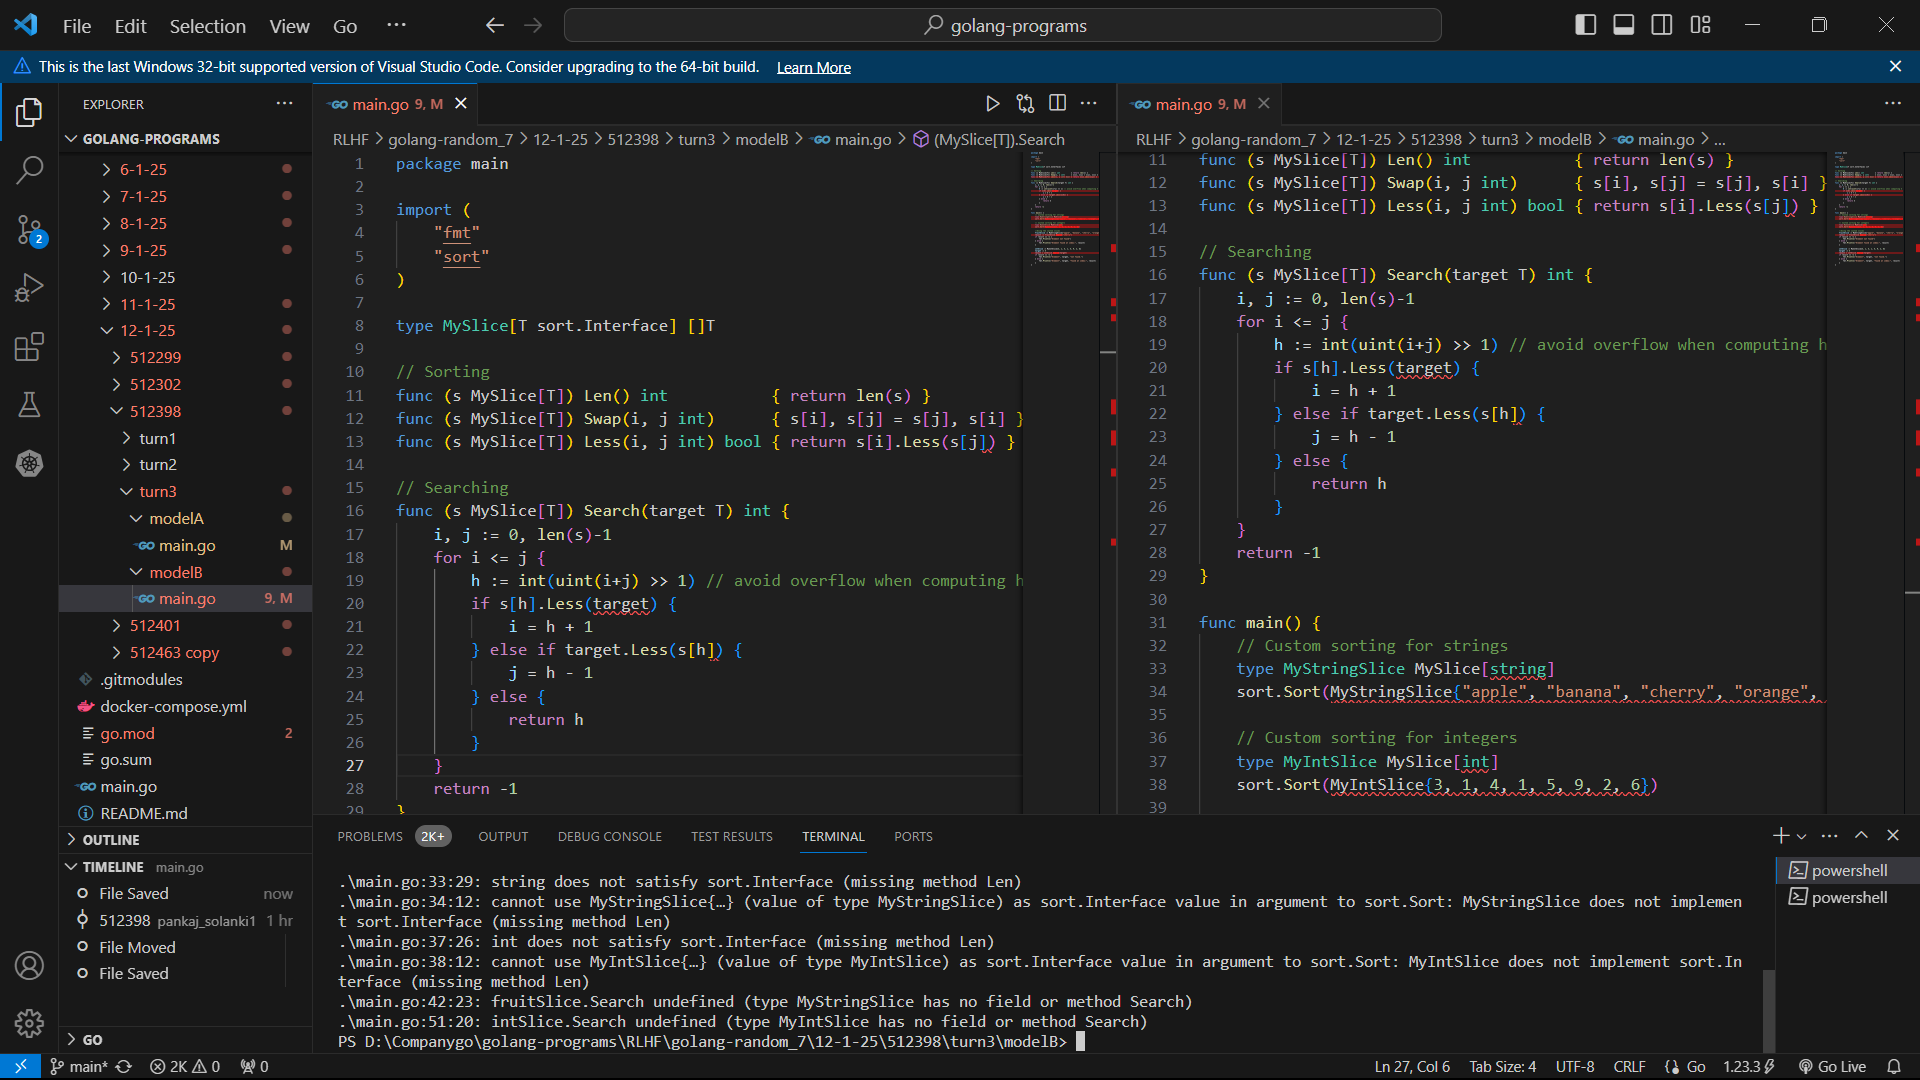 File Edit Selection View Go ··· golang-programs
This is the last Windows 32-bit supported version of Visual Studio Code. Consider upgrading to the 64-bit build. Learn More
EXPLORER
GOLANG-PROGRAMS
6-1-25
7-1-25
8-1-25
9-1-25
10-1-25
11-1-25
12-1-25
512299
512302
512398
turn1
turn2
turn3
modelA
main.go M
modelB
main.go 9, M
512401
512463 copy
.gitmodules
docker-compose.yml
go.mod 2
go.sum
main.go
README.md
OUTLINE
TIMELINE main.go
File Saved now
512398 pankaj_solanki1 1 hr
File Moved
File Saved
GO
main.go 9, M
RLHF > golang-random_7 > 12-1-25 > 512398 > turn3 > modelB > main.go > (MySlice[T]).Search
1 package main
2
3 import (
4 "fmt"
5 "sort"
6 )
7
8 type MySlice[T sort.Interface] []T
9
10 // Sorting
11 func (s MySlice[T]) Len() int { return len(s) }
12 func (s MySlice[T]) Swap(i, j int) { s[i], s[j] = s[j], s[i] }
13 func (s MySlice[T]) Less(i, j int) bool { return s[i].Less(s[j]) }
14
15 // Searching
16 func (s MySlice[T]) Search(target T) int {
17 i, j := 0, len(s)-1
18 for i <= j {
19 h := int(uint(i+j) >> 1) // avoid overflow when computing h
20 if s[h].Less(target) {
21 i = h + 1
22 } else if target.Less(s[h]) {
23 j = h - 1
24 } else {
25 return h
26 }
27 }
28 return -1
29 }
main.go 9, M
RLHF > golang-random_7 > 12-1-25 > 512398 > turn3 > modelB > main.go > ...
11 func (s MySlice[T]) Len() int { return len(s) }
12 func (s MySlice[T]) Swap(i, j int) { s[i], s[j] = s[j], s[i] }
13 func (s MySlice[T]) Less(i, j int) bool { return s[i].Less(s[j]) }
14
15 // Searching
16 func (s MySlice[T]) Search(target T) int {
17 i, j := 0, len(s)-1
18 for i <= j {
19 h := int(uint(i+j) >> 1) // avoid overflow when computing h
20 if s[h].Less(target) {
21 i = h + 1
22 } else if target.Less(s[h]) {
23 j = h - 1
24 } else {
25 return h
26 }
27 }
28 return -1
29 }
30
31 func main() {
32 // Custom sorting for strings
33 type MyStringSlice MySlice[string]
34 sort.Sort(MyStringSlice{"apple", "banana", "cherry", "orange",
35
36 // Custom sorting for integers
37 type MyIntSlice MySlice[int]
38 sort.Sort(MyIntSlice{3, 1, 4, 1, 5, 9, 2, 6})
39
PROBLEMS 2K+ OUTPUT DEBUG CONSOLE TEST RESULTS TERMINAL PORTS
.\main.go:33:29: string does not satisfy sort.Interface (missing method Len)
.\main.go:34:12: cannot use MyStringSlice{…} (value of type MyStringSlice) as sort.Interface value in argument to sort.Sort: MyStringSlice does not implemen
t sort.Interface (missing method Len)
.\main.go:37:26: int does not satisfy sort.Interface (missing method Len)
.\main.go:38:12: cannot use MyIntSlice{…} (value of type MyIntSlice) as sort.Interface value in argument to sort.Sort: MyIntSlice does not implement sort.In
terface (missing method Len)
.\main.go:42:23: fruitSlice.Search undefined (type MyStringSlice has no field or method Search)
.\main.go:51:20: intSlice.Search undefined (type MyIntSlice has no field or method Search)
PS D:\Companygo\golang-programs\RLHF\golang-random_7\12-1-25\512398\turn3\modelB>
powershell
powershell
main* 2K 0 0 Ln 27, Col 6 Tab Size: 4 UTF-8 CRLF Go 1.23.3 Go Live